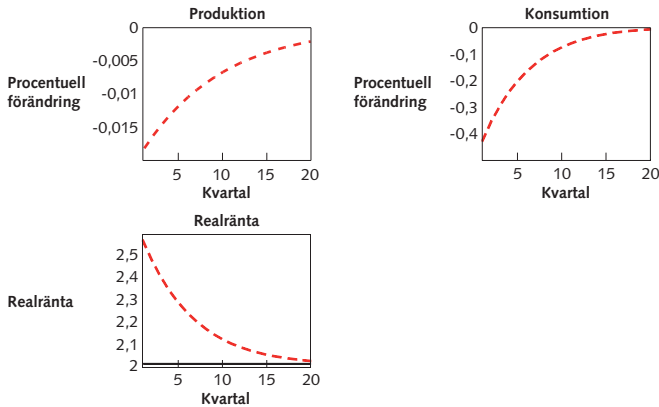 Produktion
0
-0,005
-0,01
-0,015
Procentuell
förändring
5 10 15 20
Kvartal
Konsumtion
0
-0,1
-0,2
-0,3
-0,4
Procentuell
förändring
5 10 15 20
Kvartal
Realränta
2,5
2,4
2,3
2,2
2,1
2
Realränta
5 10 15 20
Kvartal